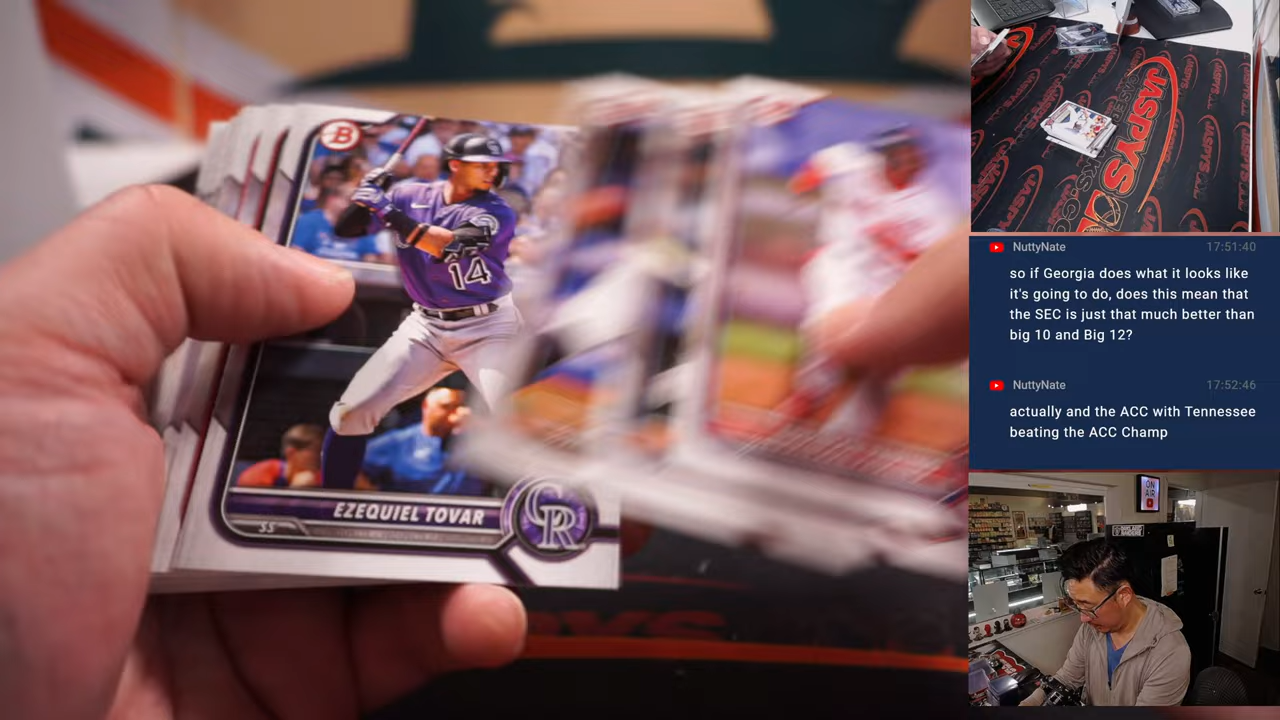 B
14
EZEQUIEL TOVAR
SS
CR
JASPYS
NuttyNate 17:51:40
so if Georgia does what it looks like
it's going to do, does this mean that
the SEC is just that much better than
big 10 and Big 12?
NuttyNate 17:52:46
actually and the ACC with Tennessee
beating the ACC Champ
ON
AIR